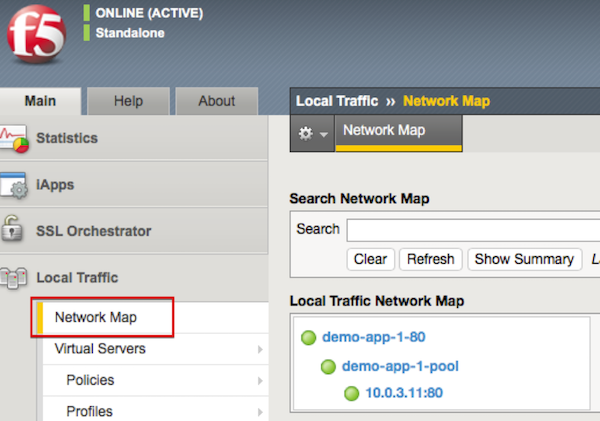 f5
ONLINE (ACTIVE)
Standalone
Main
Help
About
Statistics
iApps
SSL Orchestrator
Local Traffic
Network Map
Virtual Servers
Policies
Profiles
Local Traffic ›› Network Map
Network Map
Search Network Map
Search
Clear
Refresh
Show Summary
Local Traffic Network Map
demo-app-1-80
demo-app-1-pool
10.0.3.11:80